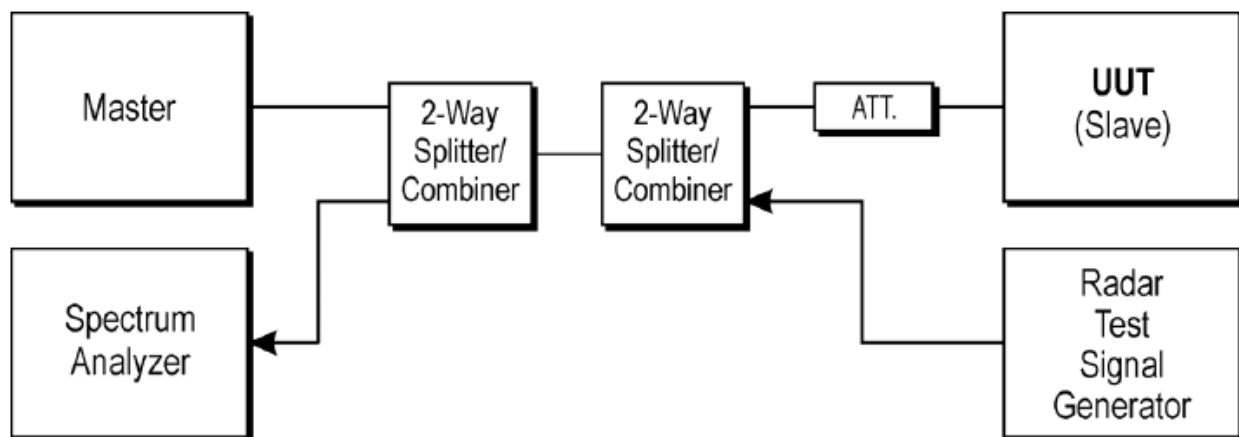 Master
2-Way
Splitter/
Combiner
2-Way
Splitter/
Combiner
ATT.
UUT
(Slave)
Spectrum
Analyzer
Radar
Test
Signal
Generator